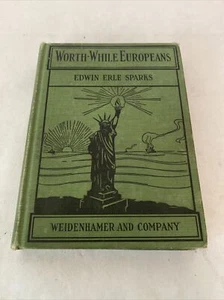 WORTH-WHILE EUROPEANS
EDWIN ERLE SPARKS
WEIDENHAMER AND COMPANY